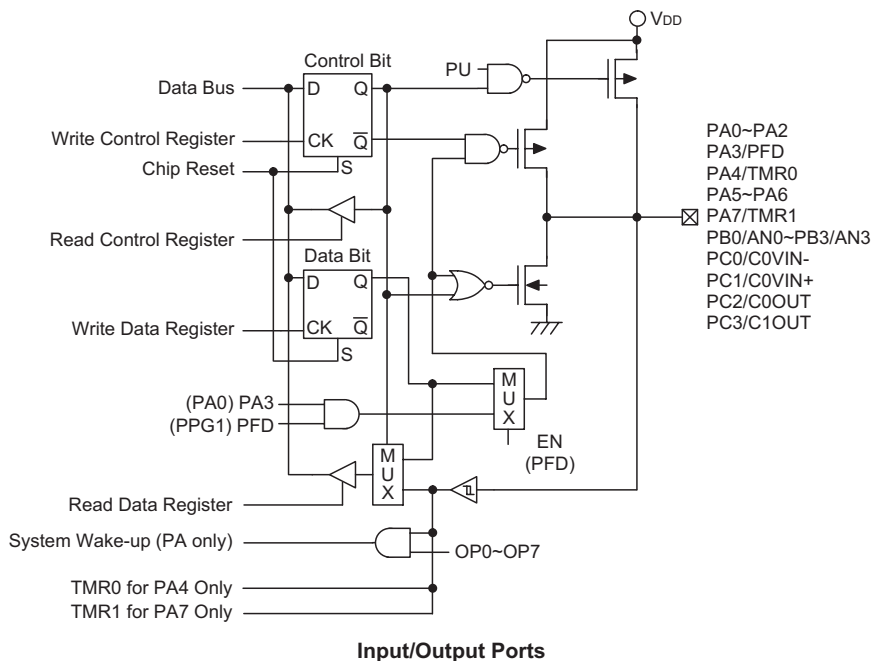 VDD
Control Bit
PU
Data Bus
D Q
Write Control Register
CK Q
Chip Reset
S
Read Control Register
Data Bit
D Q
Write Data Register
CK Q
S
PA0~PA2
PA3/PFD
PA4/TMR0
PA5~PA6
PA7/TMR1
PB0/AN0~PB3/AN3
PC0/C0VIN-
PC1/C0VIN+
PC2/C0OUT
PC3/C1OUT
(PA0) PA3
(PPG1) PFD
MUX
EN
(PFD)
MUX
Read Data Register
System Wake-up (PA only)
OP0~OP7
TMR0 for PA4 Only
TMR1 for PA7 Only
Input/Output Ports